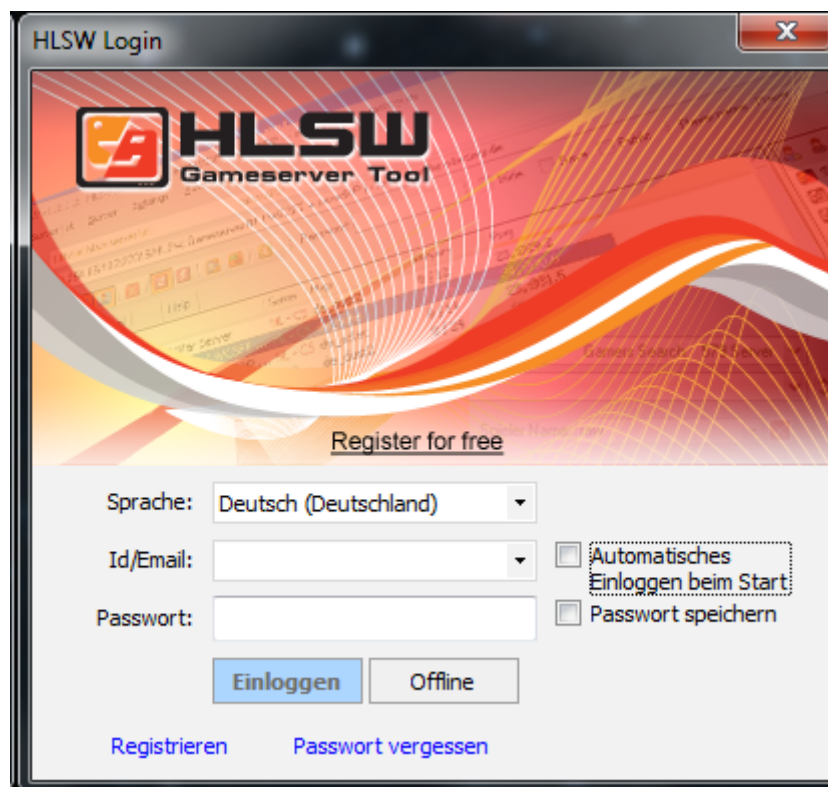 HLSW Login
HLSW
Gameserver Tool
Register for free
Sprache:
Deutsch (Deutschland)
Id/Email:
Automatisches
Einloggen beim Start
Passwort:
Passwort speichern
Einloggen
Offline
Registrieren
Passwort vergessen